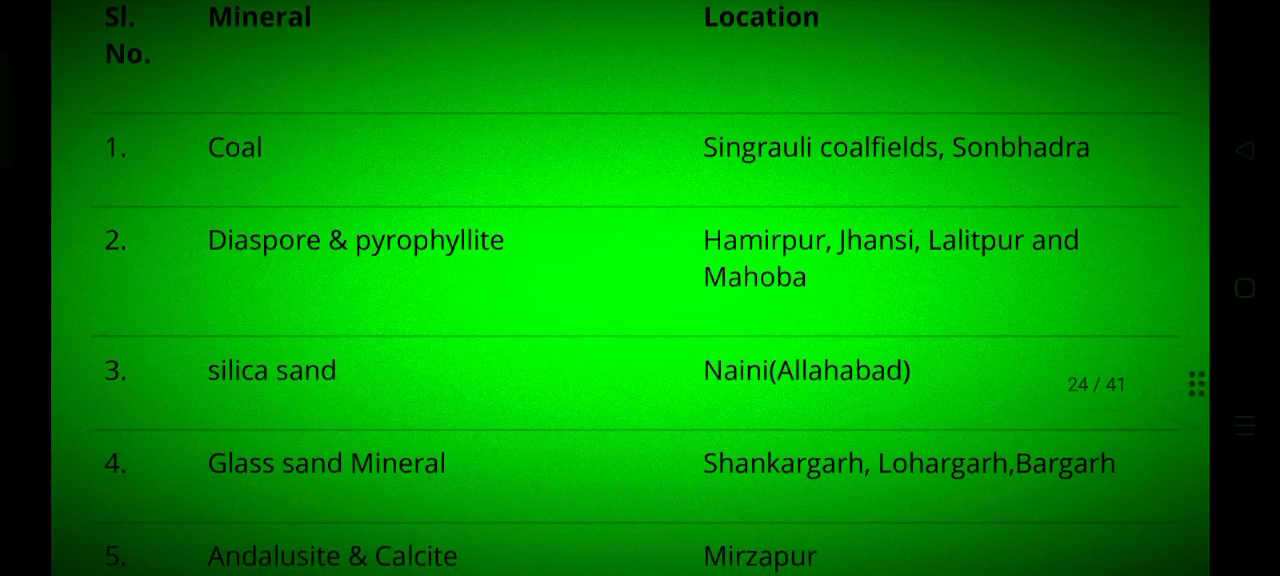 Sl. Mineral Location
No.
1. Coal Singrauli coalfields, Sonbhadra
2. Diaspore & pyrophyllite Hamirpur, Jhansi, Lalitpur and
Mahoba
3. silica sand Naini(Allahabad)
24 / 41
4. Glass sand Mineral Shankargarh, Lohargarh,Bargarh
5. Andalusite & Calcite Mirzapur